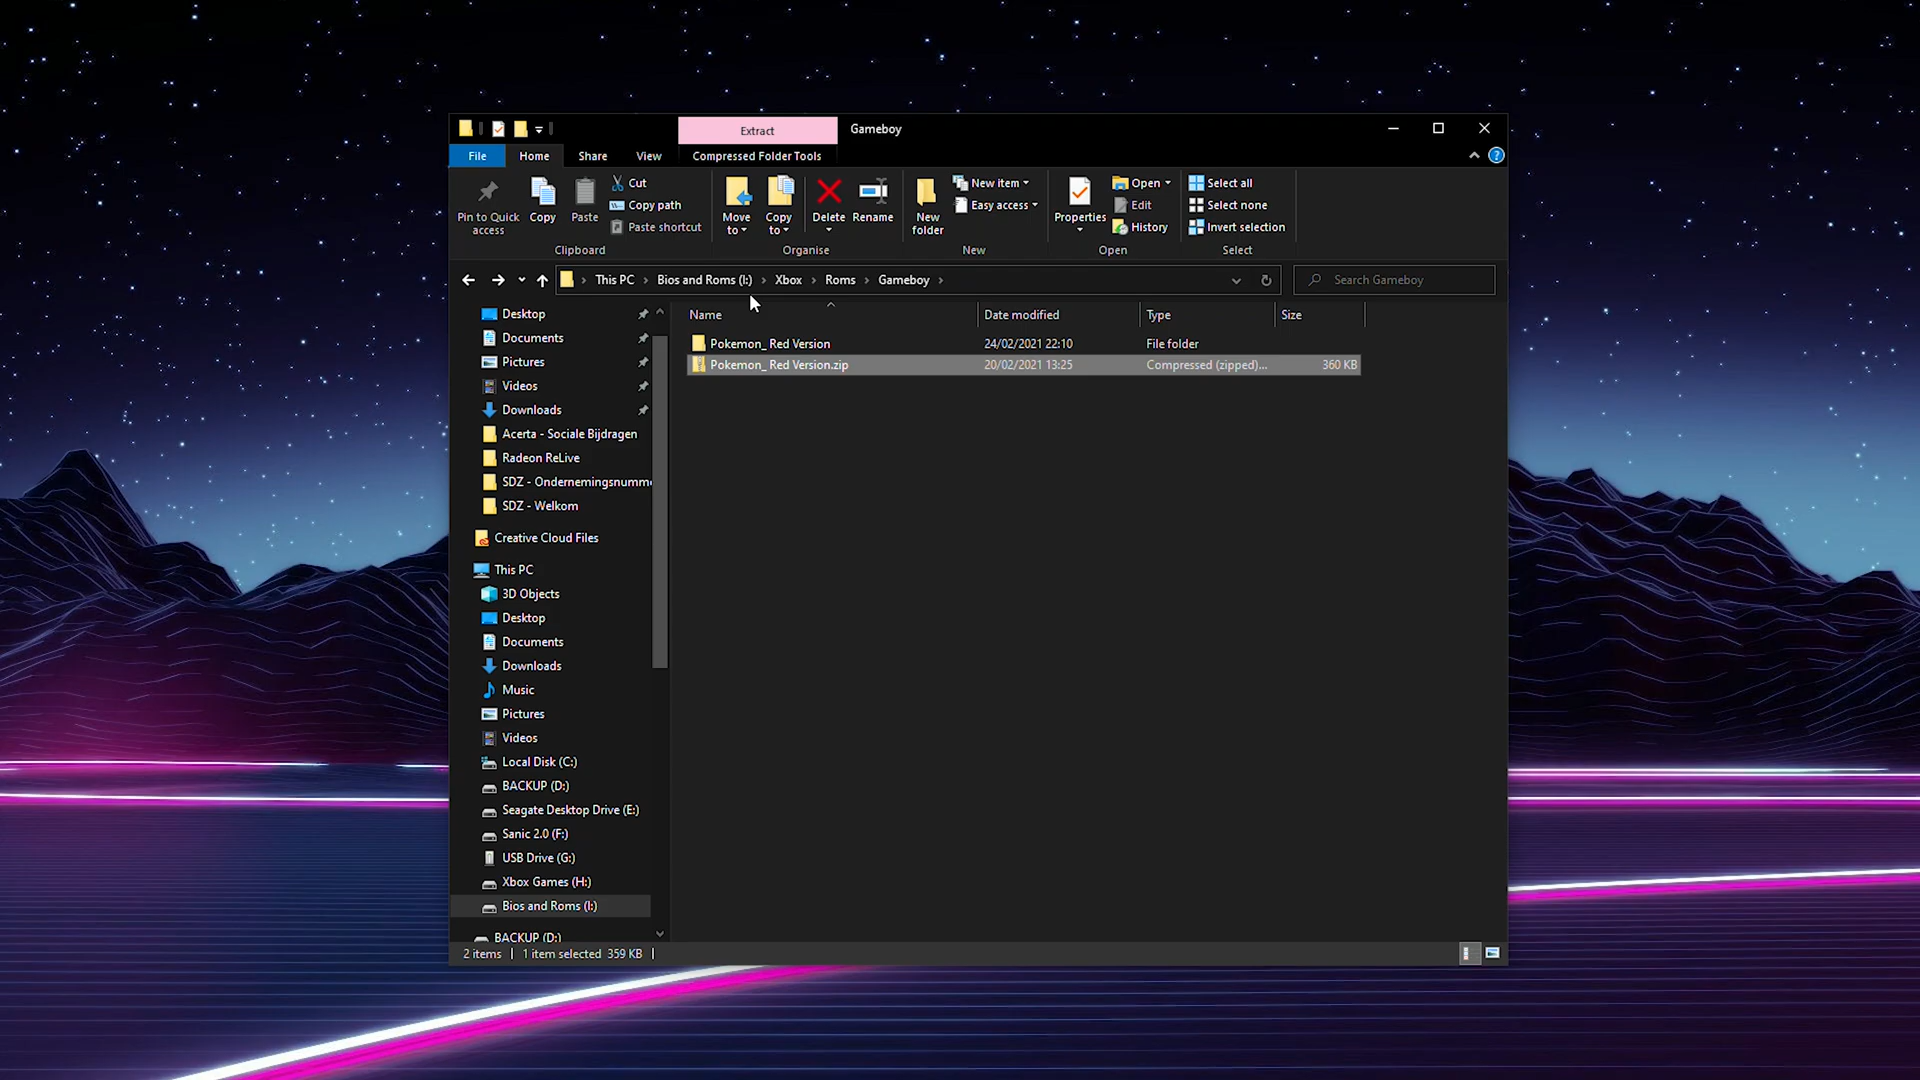 Extract
Gameboy
File
Home
Share
View
Compressed Folder Tools
Pin to Quick
access
Copy
Paste
Cut
Copy path
Paste shortcut
Clipboard
Move
to
Copy
to
Delete
Rename
Organise
New
folder
New item
Easy access
New
Properties
Open
Edit
History
Open
Select all
Select none
Invert selection
Select
This PC
Bios and Roms (I:)
Xbox
Roms
Gameboy
Search Gameboy
Name
Date modified
Type
Size
Pokemon_ Red Version
24/02/2021 22:10
File folder
Pokemon_ Red Version.zip
20/02/2021 13:25
Compressed (zipped)...
360 KB
Desktop
Documents
Pictures
Videos
Downloads
Acerta - Sociale Bijdragen
Radeon ReLive
SDZ - Ondernemingsnumm
SDZ - Welkom
Creative Cloud Files
This PC
3D Objects
Desktop
Documents
Downloads
Music
Pictures
Videos
Local Disk (C:)
BACKUP (D:)
Seagate Desktop Drive (E:)
Sanic 2.0 (F:)
USB Drive (G:)
Xbox Games (H:)
Bios and Roms (I:)
BACKUP (D:)
2 items
1 item selected 359 KB